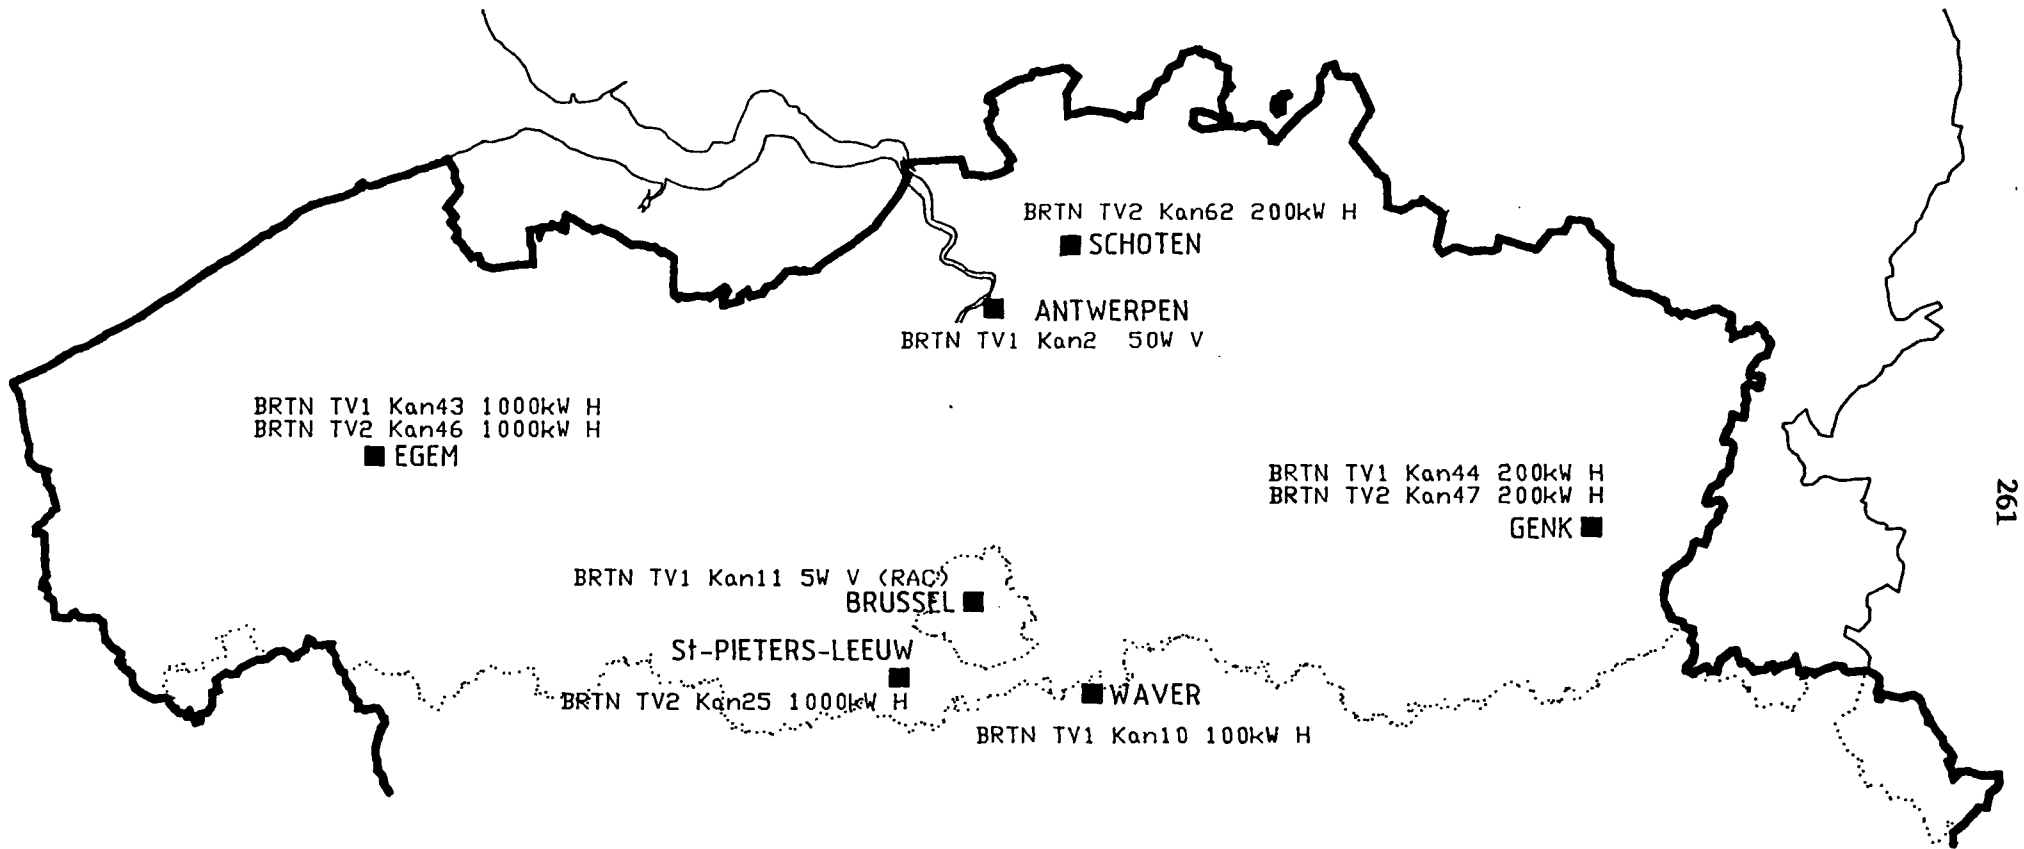 BRTN TV2 Kan62 200kW H
SCHOTEN
ANTWERPEN
BRTN TV1 Kan2 50W V
BRTN TV1 Kan43 1000kW H
BRTN TV2 Kan46 1000kW H
EGEM
BRTN TV1 Kan44 200kW H
BRTN TV2 Kan47 200kW H
GENK
261
BRTN TV1 Kan11 5W V (RAC)
BRUSSEL
St-PIETERS-LEEUW
BRTN TV2 Kan25 1000kW H
WAVER
BRTN TV1 Kan10 100kW H